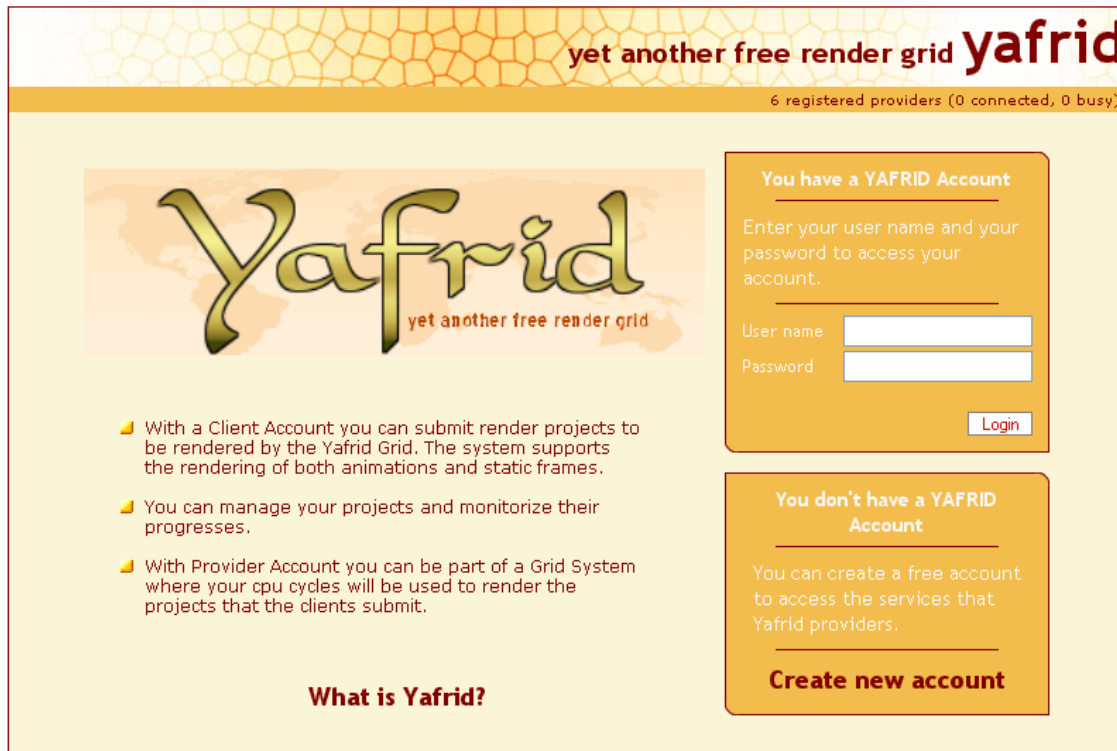 yet another free render grid yafrid
6 registered providers (0 connected, 0 busy)
Yafrid
yet another free render grid
With a Client Account you can submit render projects to
be rendered by the Yafrid Grid. The system supports
the rendering of both animations and static frames.
You can manage your projects and monitorize their
progresses.
With Provider Account you can be part of a Grid System
where your cpu cycles will be used to render the
projects that the clients submit.
What is Yafrid?
You have a YAFRID Account
Enter your user name and your
password to access your
account.
User name
Password
Login
You don't have a YAFRID
Account
You can create a free account
to access the services that
Yafrid providers.
Create new account